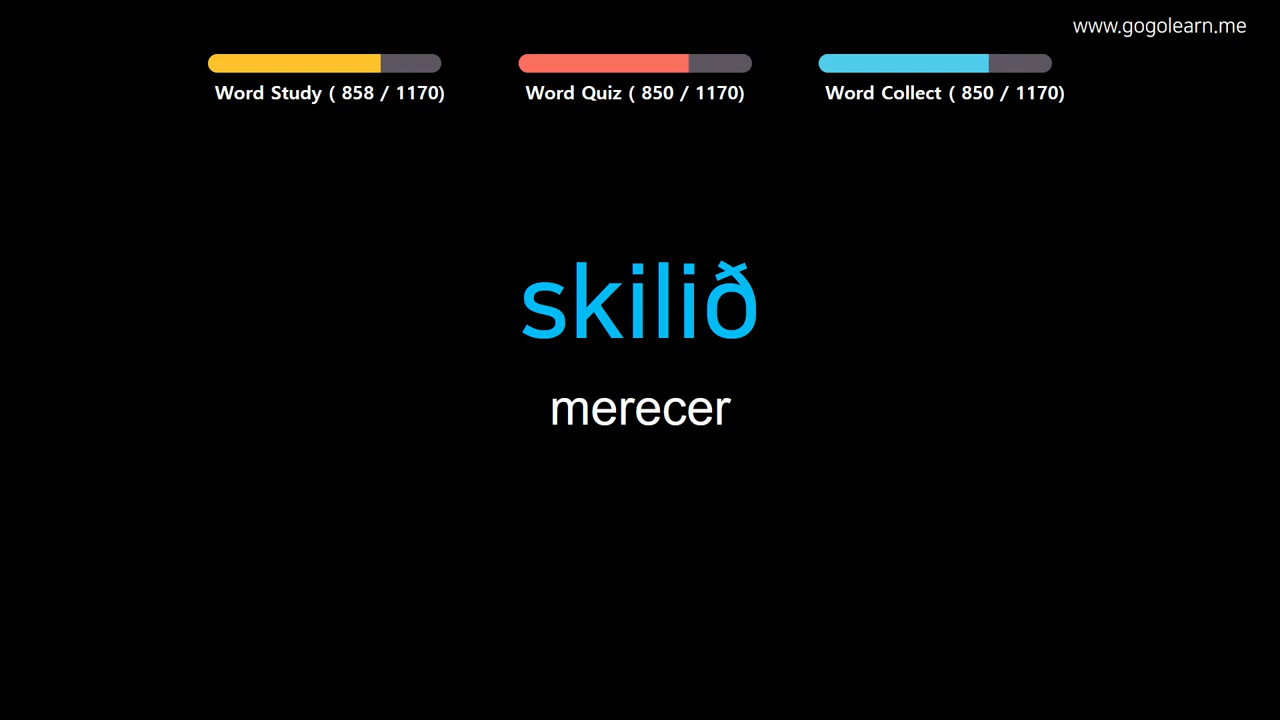 www.gogolearn.me
Word Study ( 858 / 1170)
Word Quiz ( 850 / 1170)
Word Collect ( 850 / 1170)
skilið
merecer